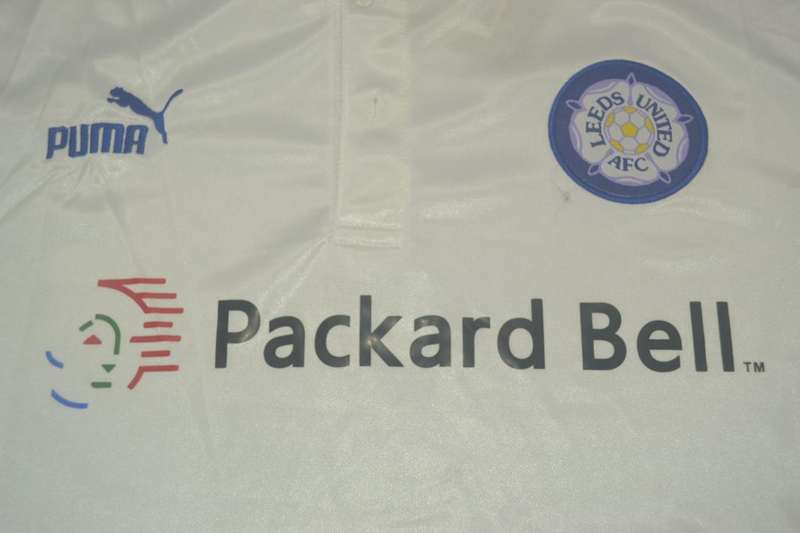 PUMA
LEEDS UNITED
AFC
Packard Bell™